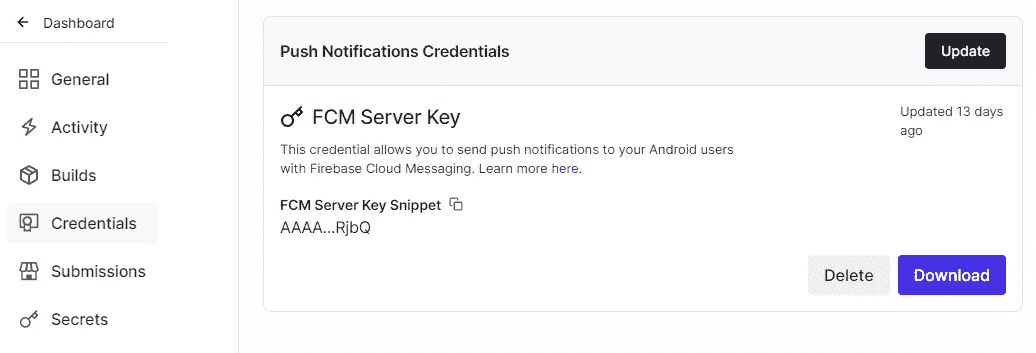 Dashboard
General
Activity
Builds
Credentials
Submissions
Secrets
Push Notifications Credentials
Update
FCM Server Key
Updated 13 days
ago
This credential allows you to send push notifications to your Android users
with Firebase Cloud Messaging. Learn more here.
FCM Server Key Snippet
AAAA...RjbQ
Delete
Download